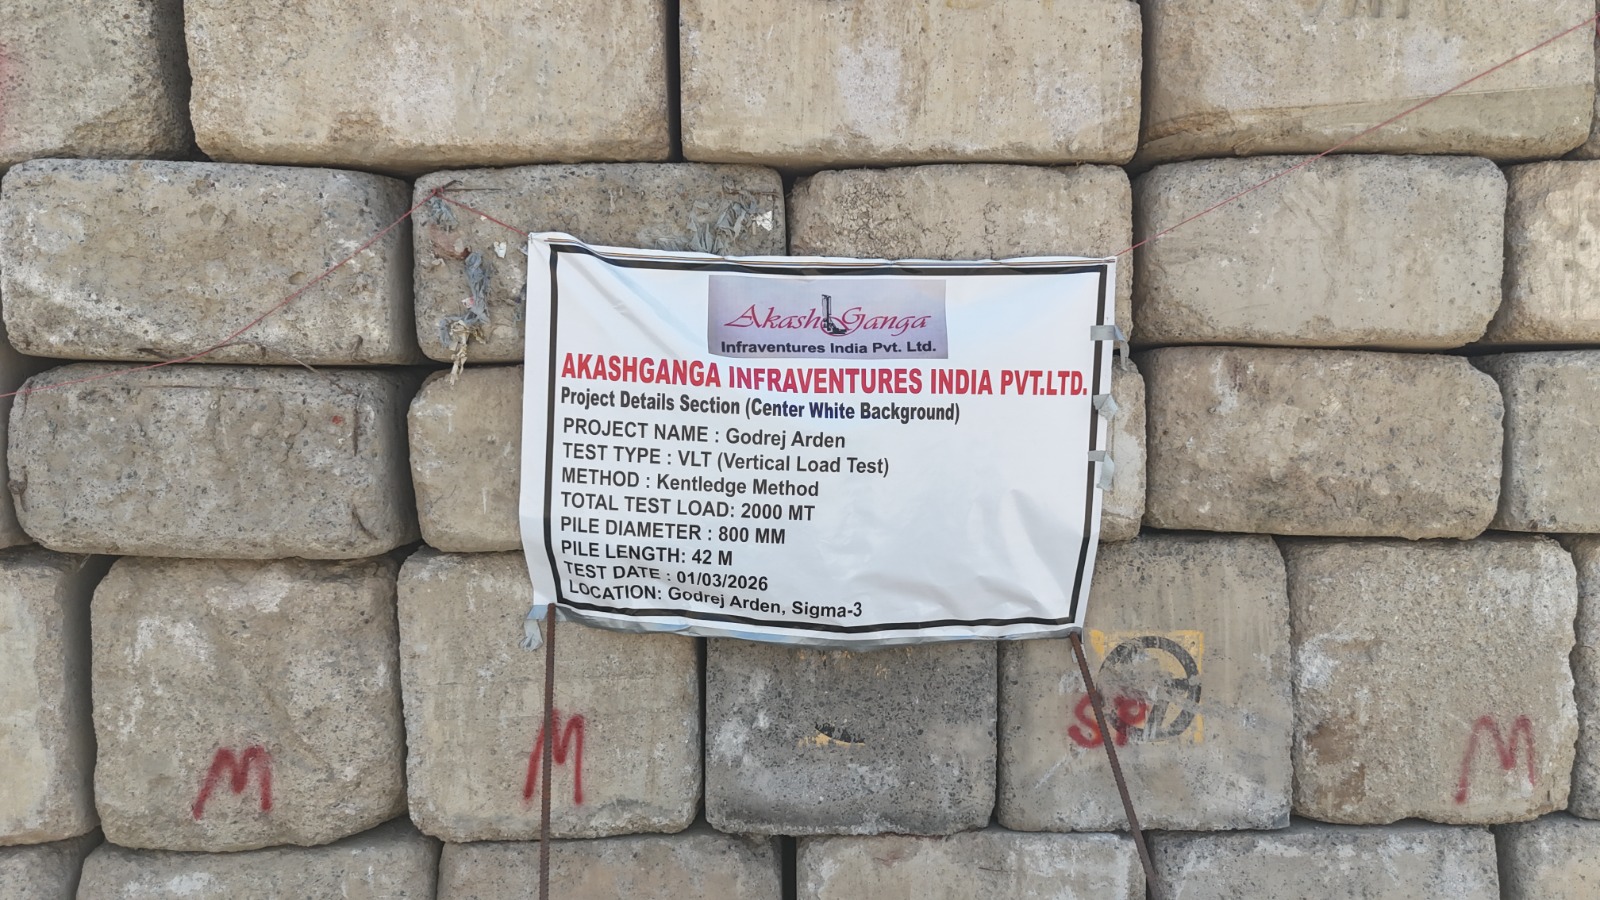 Akash Ganga
Infraventures India Pvt. Ltd.
AKASHGANGA INFRAVENTURES INDIA PVT.LTD.
Project Details Section (Center White Background)
PROJECT NAME : Godrej Arden
TEST TYPE : VLT (Vertical Load Test)
METHOD : Kentledge Method
TOTAL TEST LOAD: 2000 MT
PILE DIAMETER : 800 MM
PILE LENGTH: 42 M
TEST DATE : 01/03/2026
LOCATION: Godrej Arden, Sigma-3
M
M
SP
M